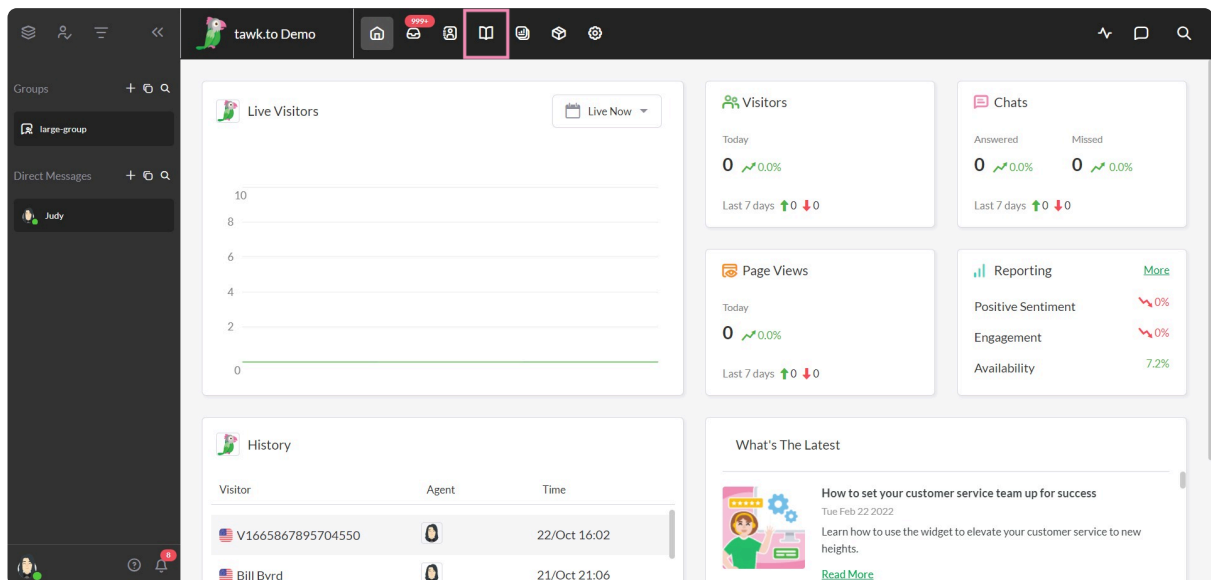 tawk.to Demo
999+
Groups
large-group
Direct Messages
Judy
8
Live Visitors
Live Now
10
8
6
4
2
0
Visitors
Today
0 0.0%
Last 7 days 0 0
Chats
Answered Missed
0 0.0% 0 0.0%
Last 7 days 0 0
Page Views
Today
0 0.0%
Last 7 days 0 0
Reporting More
Positive Sentiment 0%
Engagement 0%
Availability 7.2%
History
Visitor Agent Time
V1665867895704550 22/Oct 16:02
Bill Byrd 21/Oct 21:06
What's The Latest
How to set your customer service team up for success
Tue Feb 22 2022
Learn how to use the widget to elevate your customer service to new
heights.
Read More